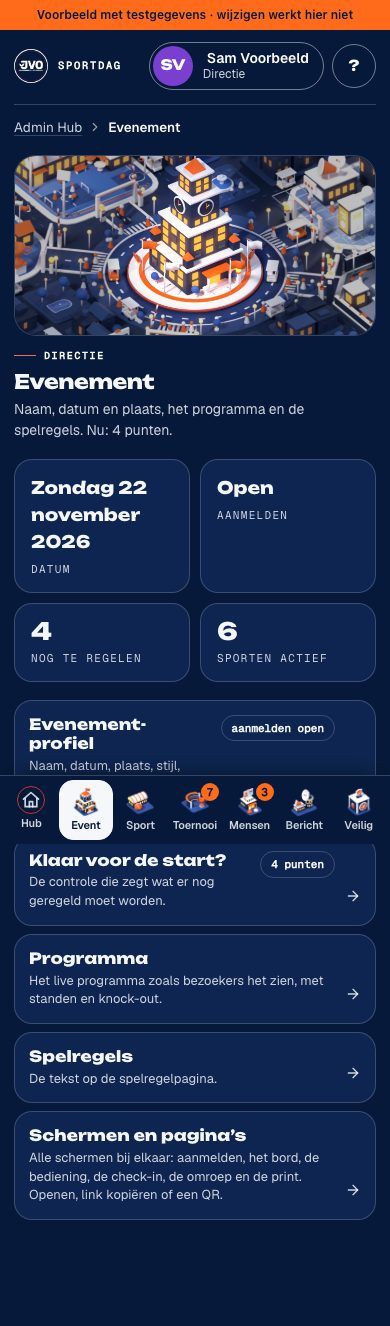 Voorbeeld met testgegevens · wijzigen werkt hier niet
JVO
SPORTDAG
SV
Sam Voorbeeld
Directie
?
Admin Hub > Evenement
DIRECTIE
Evenement
Naam, datum en plaats, het programma en de
spelregels. Nu: 4 punten.
Zondag 22
november
2026
DATUM
Open
AANMELDEN
4
NOG TE REGELEN
6
SPORTEN ACTIEF
Evenement-
profiel
aanmelden open
Naam, datum, plaats, stijl,
Hub
Event
Sport
7
Toernooi
3
Mensen
Bericht
Veilig
Klaar voor de start?
4 punten
De controle die zegt wat er nog
geregeld moet worden.
Programma
Het live programma zoals bezoekers het zien, met
standen en knock-out.
Spelregels
De tekst op de spelregelpagina.
Schermen en pagina's
Alle schermen bij elkaar: aanmelden, het bord, de
bediening, de check-in, de omroep en de print.
Openen, link kopiëren of een QR.